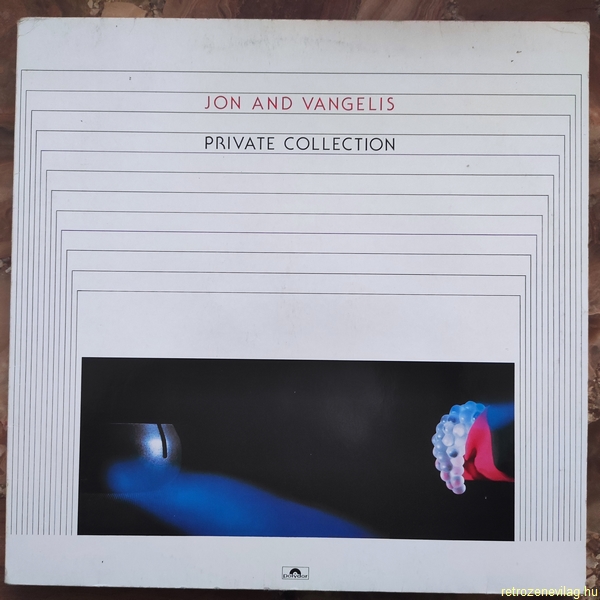 JON AND VANGELIS
PRIVATE COLLECTION
polydor
retrozenevilag.hu